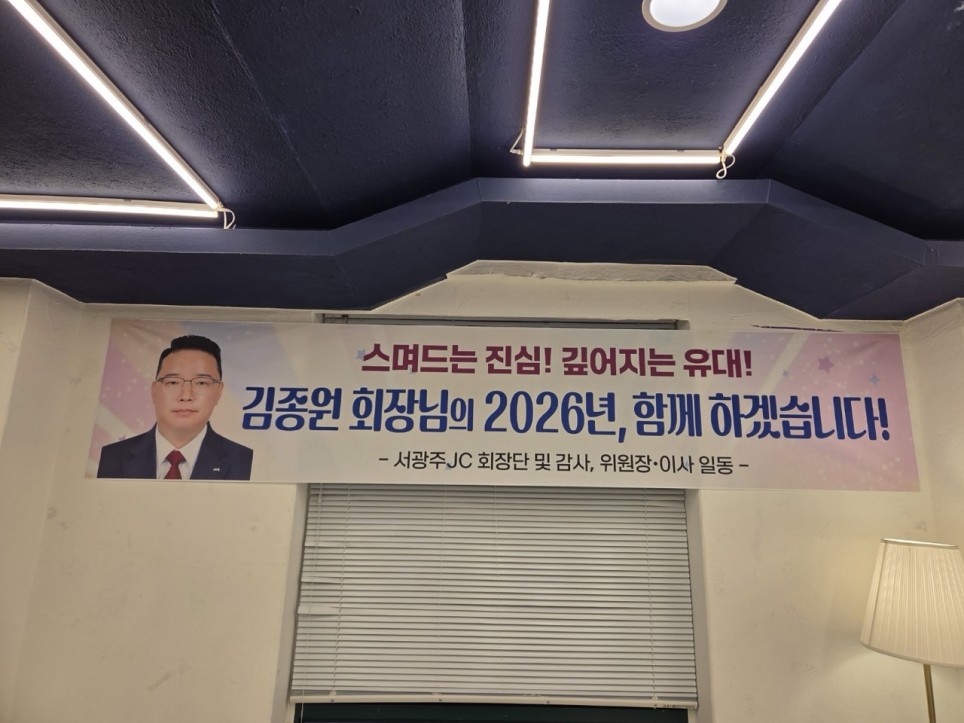 스며드는 진심! 깊어지는 유대!
김종원 회장님의 2026년, 함께 하겠습니다!
- 서광주JC 회장단 및 감사, 위원장·이사 일동 -